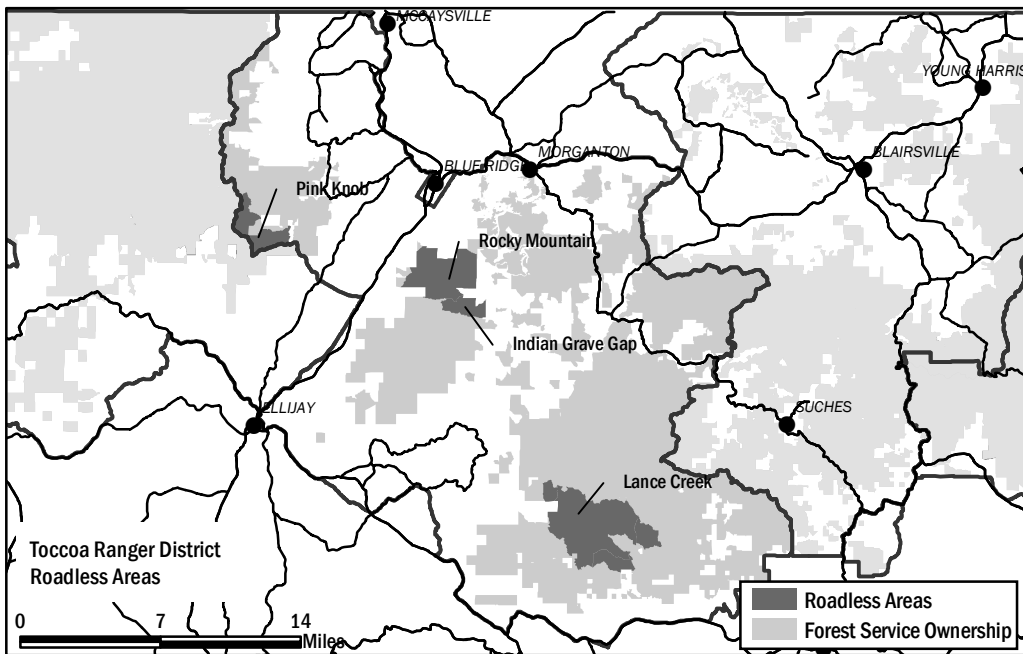 MCCAYSVILLE
YOUNG HARRIS
BLUE RIDGE
MORGANTON
BLAIRSVILLE
Pink Knob
Rocky Mountain
Indian Grave Gap
ELLIJAY
SUCHES
Lance Creek
Toccoa Ranger District
Roadless Areas
0 7 14
Miles
Roadless Areas
Forest Service Ownership